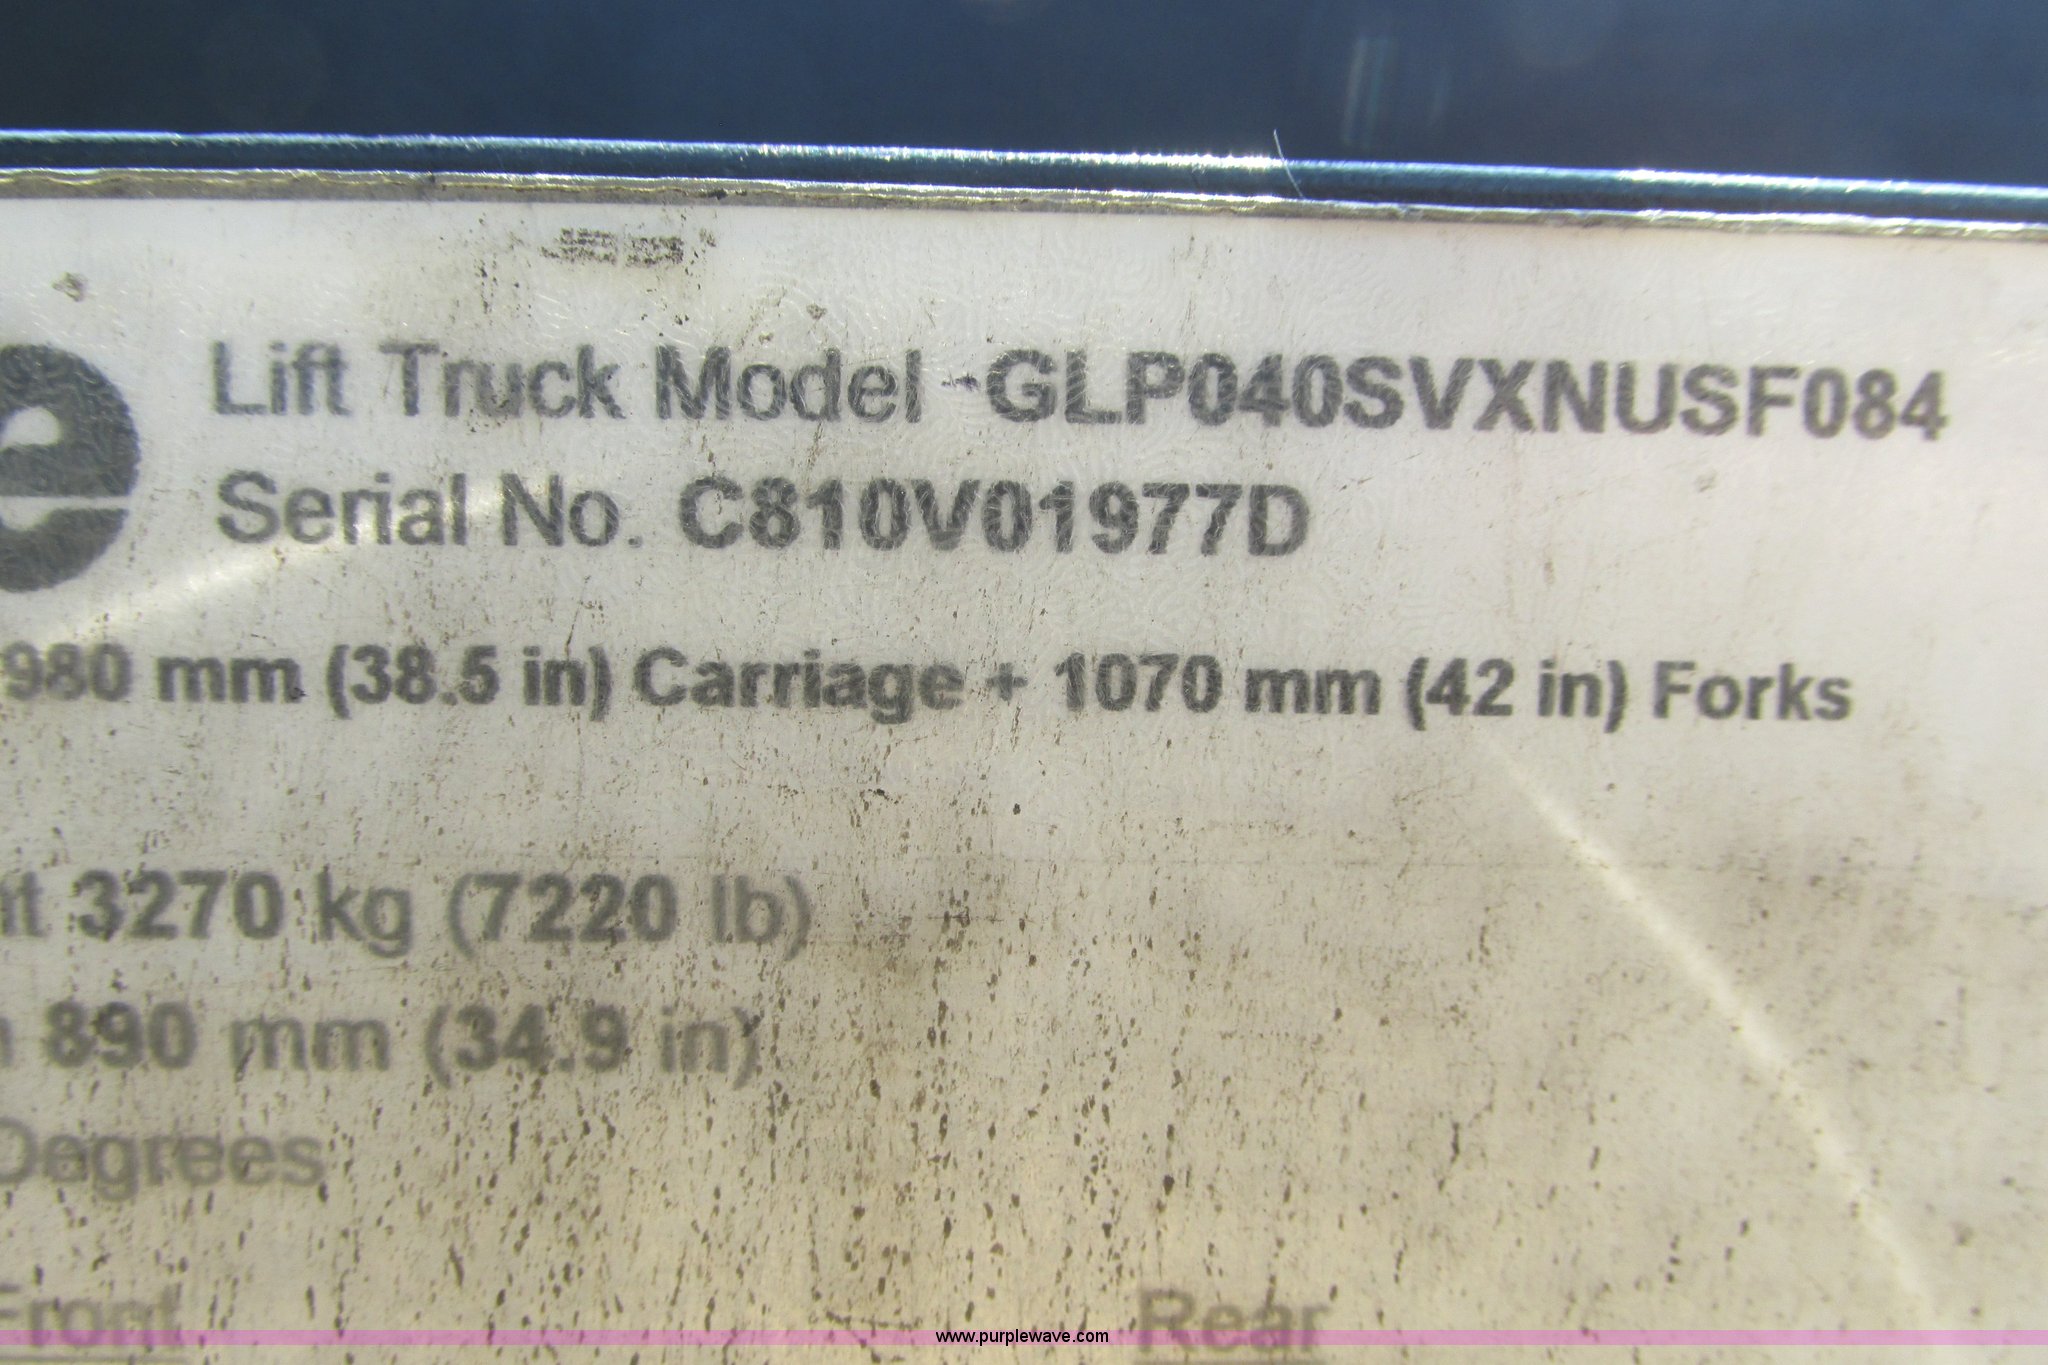 e Lift Truck Model -GLP040SVXNUSF084
Serial No. C810V01977D
980 mm (38.5 in) Carriage + 1070 mm (42 in) Forks
3270 kg (7220 lb)
890 mm (34.9 in)
Degrees
Front Rear
www.purplewave.com